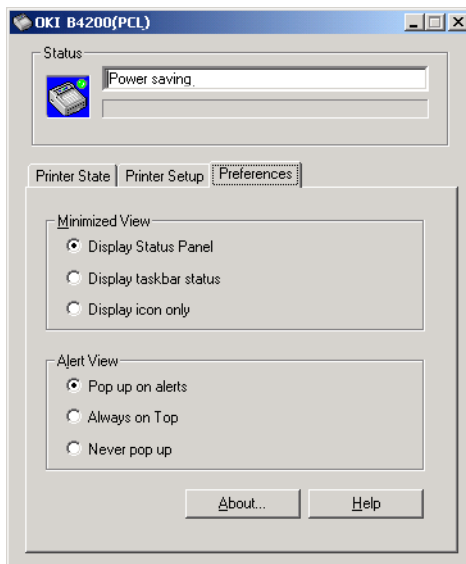 OKI B4200(PCL)
Status
Power saving
Printer State Printer Setup Preferences
Minimized View
Display Status Panel
Display taskbar status
Display icon only
Alert View
Pop up on alerts
Always on Top
Never pop up
About... Help